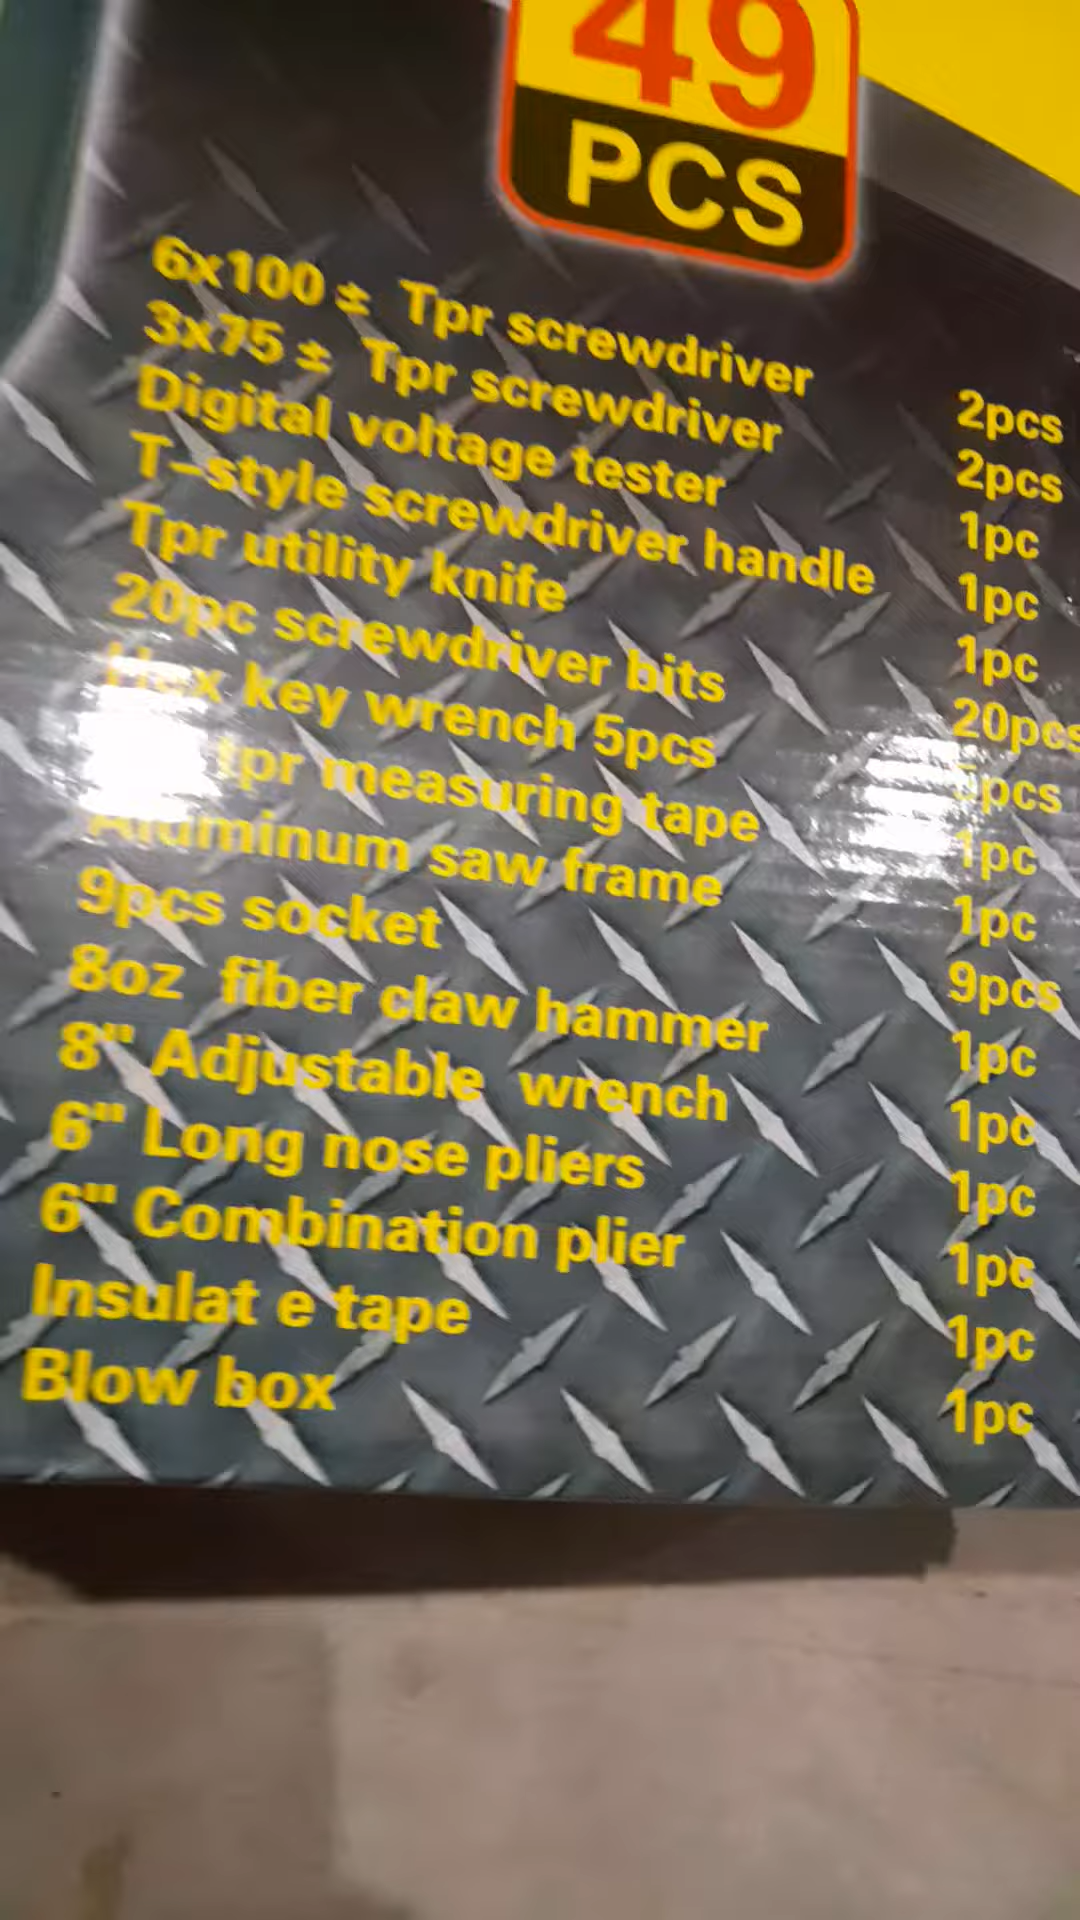 49
PCS
6x100 ± Tpr screwdriver 2pcs
3x75 ± Tpr screwdriver 2pcs
Digital voltage tester 1pc
T-style screwdriver handle 1pc
Tpr utility knife 1pc
20pc screwdriver bits 20pcs
Hex key wrench 5pcs 5pcs
tpr measuring tape 1pc
Aluminum saw frame 1pc
9pcs socket 9pcs
8oz fiber claw hammer 1pc
8" Adjustable wrench 1pc
6" Long nose pliers 1pc
6" Combination plier 1pc
Insulat e tape 1pc
Blow box 1pc